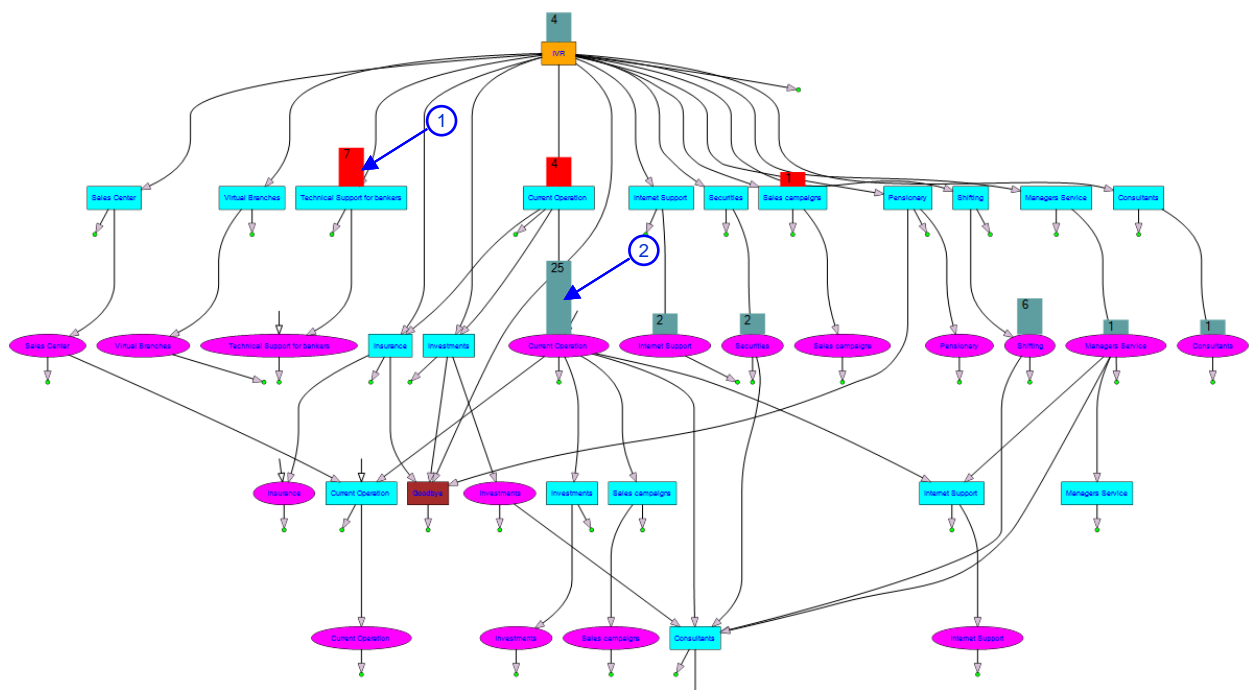 4
IVR
1
7
4
1
Sales Center
Virtual Branches
Technical Support for bankers
Current Operation
Internet Support
Securities
Sales campaigns
Pensionary
Shifting
Managers Service
Consultants
2
25
2
2
6
1
1
Sales Center
Virtual Branches
Technical Support for bankers
Insurance
Investments
Current Operation
Internet Support
Securities
Sales campaigns
Pensionary
Shifting
Managers Service
Consultants
Insurance
Current Operation
Goodbye
Investments
Investments
Sales campaigns
Internet Support
Managers Service
Current Operation
Investments
Sales campaigns
Consultants
Internet Support